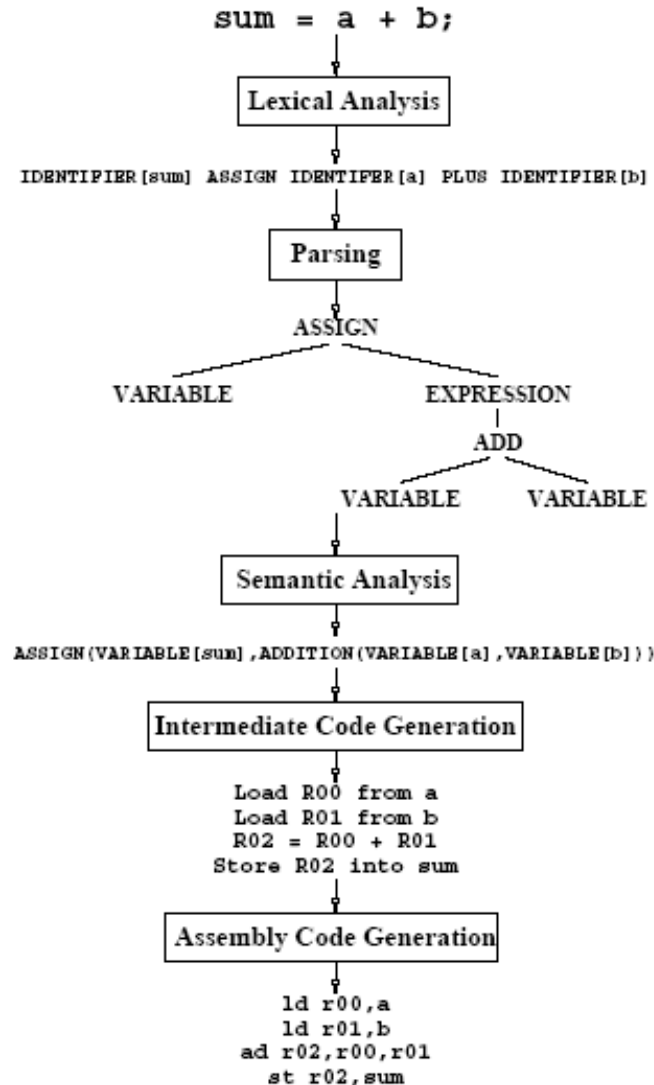 sum = a + b;
Lexical Analysis
IDENTIFIER[sum] ASSIGN IDENTIFER[a] PLUS IDENTIFIER[b]
Parsing
ASSIGN
VARIABLE EXPRESSION
ADD
VARIABLE VARIABLE
Semantic Analysis
ASSIGN(VARIABLE[sum],ADDITION(VARIABLE[a],VARIABLE[b]))
Intermediate Code Generation
Load R00 from a
Load R01 from b
R02 = R00 + R01
Store R02 into sum
Assembly Code Generation
ld r00,a
ld r01,b
ad r02,r00,r01
st r02,sum